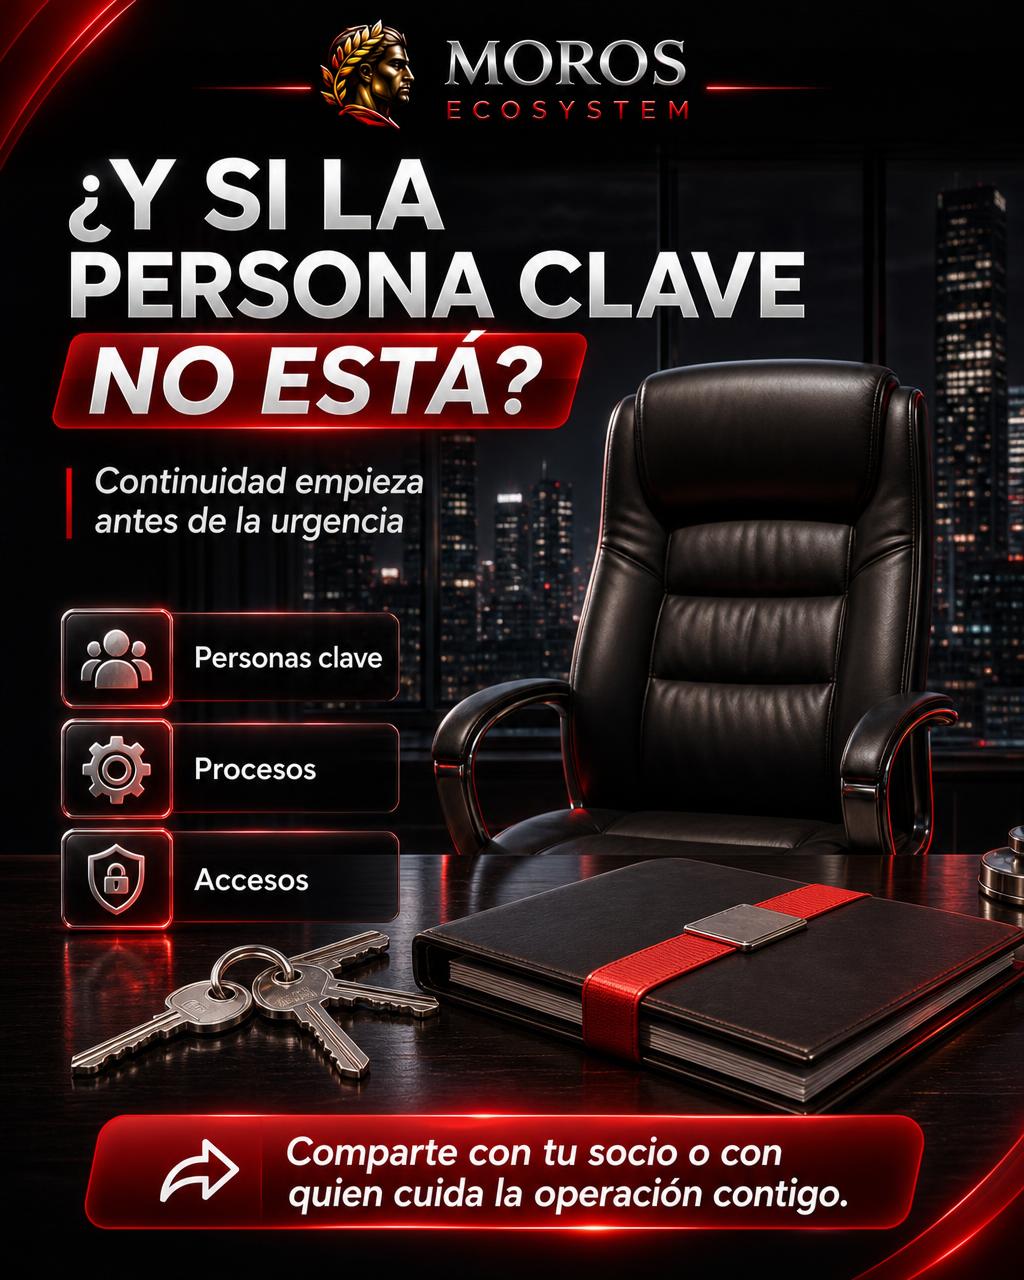 MOROS
ECOSYSTEM
¿Y SI LA
PERSONA CLAVE
NO ESTÁ?
Continuidad empieza
antes de la urgencia
Personas clave
Procesos
Accesos
Comparte con tu socio o con
quien cuida la operación contigo.